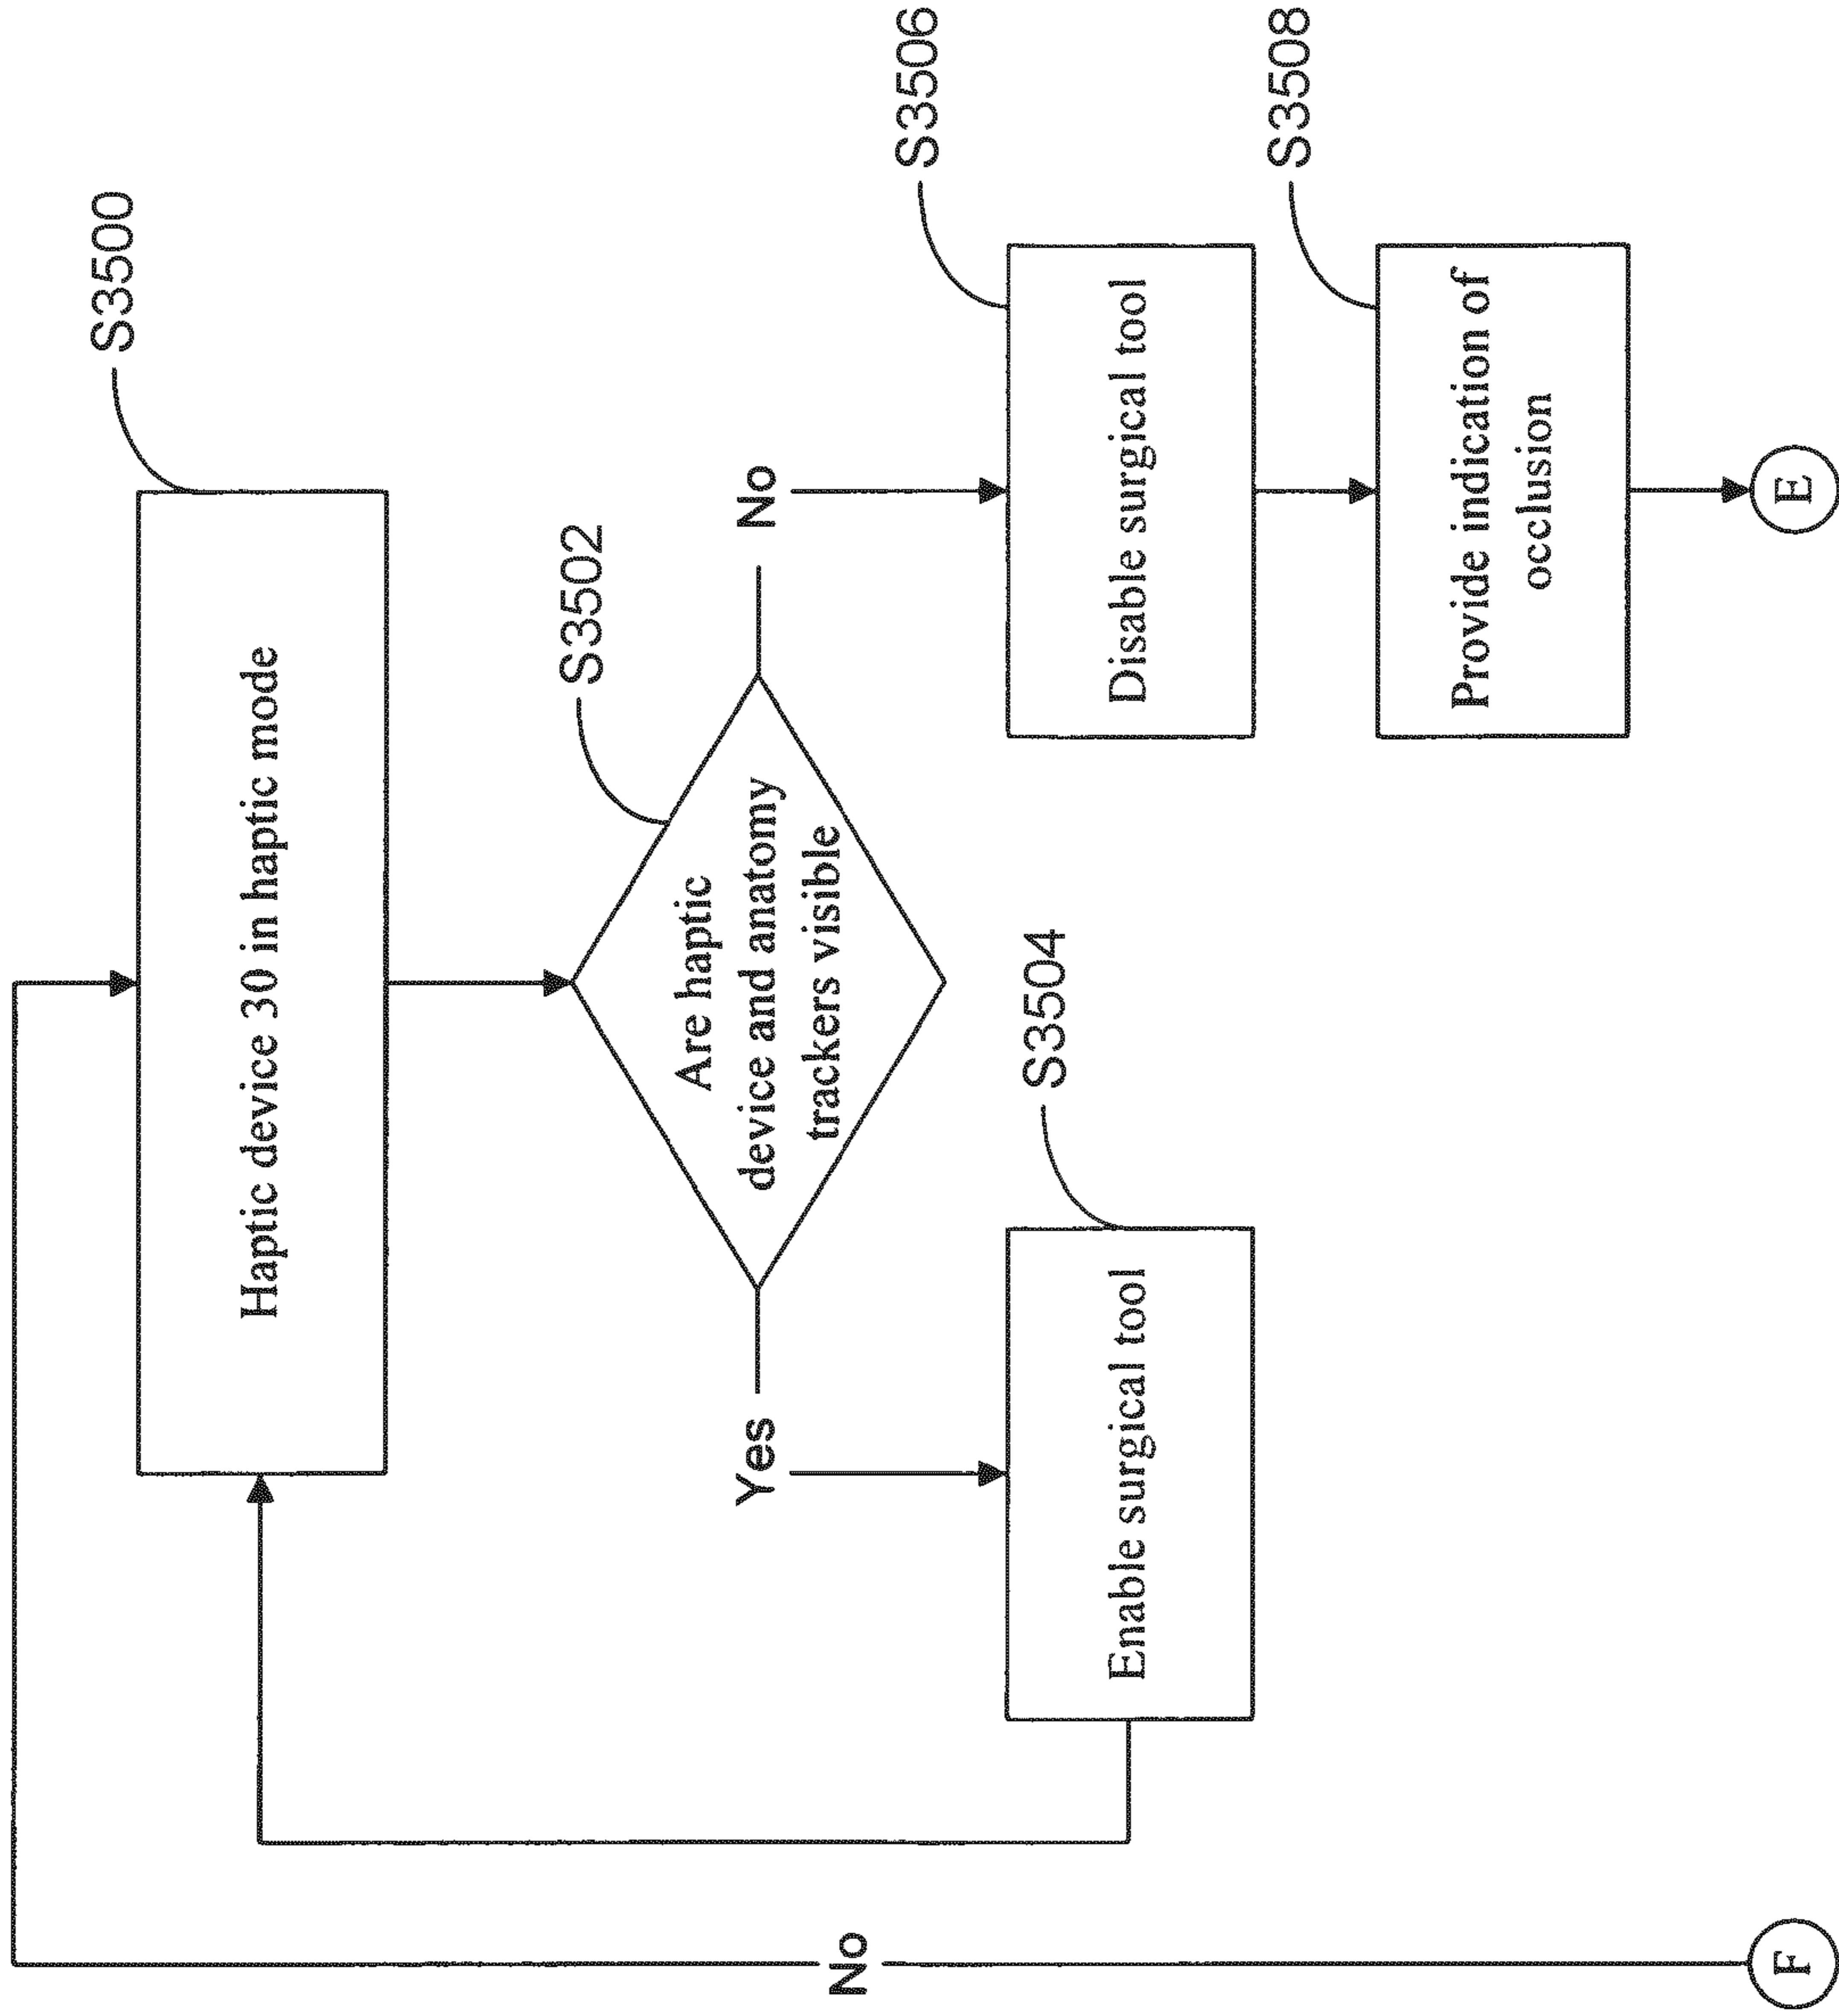 S3500
Haptic device 30 in haptic mode
S3502
Are haptic
device and anatomy
trackers visible
Yes
No
S3504
Enable surgical tool
S3506
Disable surgical tool
S3508
Provide indication of
occlusion
No
F
E